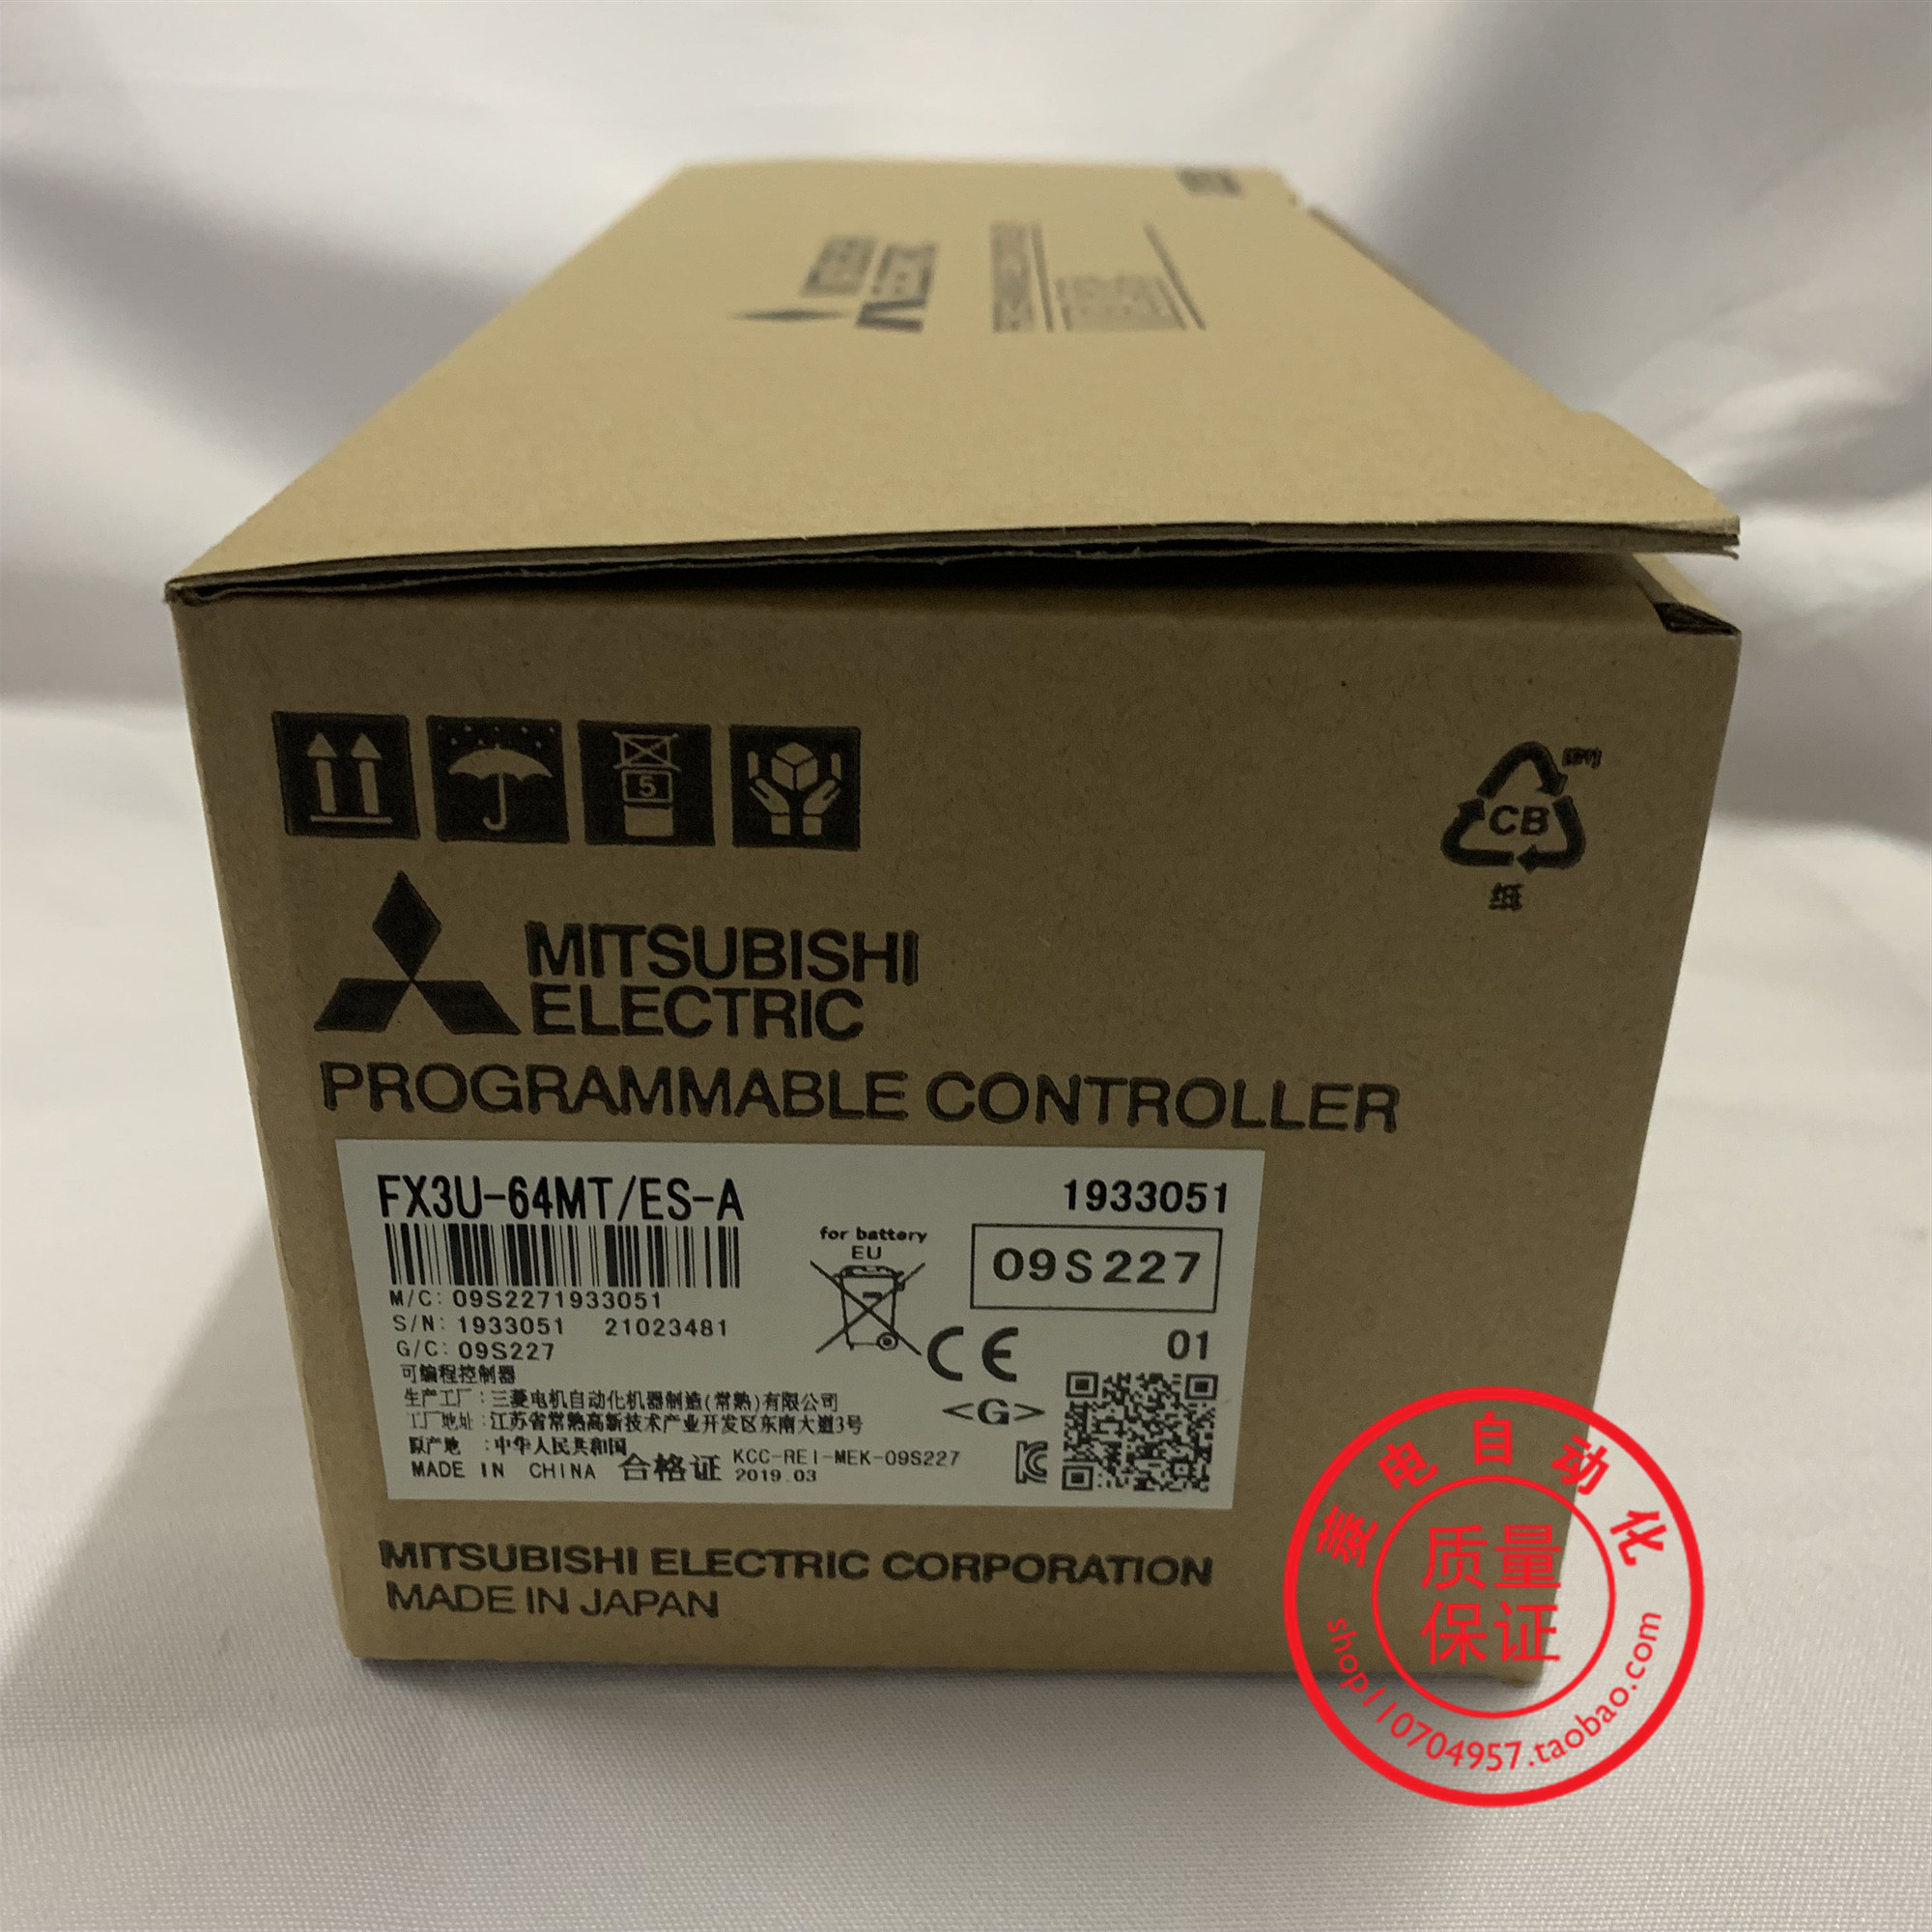 5
CB
纸
MITSUBISHI
ELECTRIC
PROGRAMMABLE CONTROLLER
FX3U-64MT/ES-A
1933051
for battery
EU
09S227
M/C: 09S2271933051
S/N: 1933051 21023481
G/C: 09S227
01
CE
可编程控制器
生产工厂:三菱电机自动化机器制造(常熟)有限公司
<G>
工厂地址:江苏省常熟高新技术产业开发区东南大道3号
原产地 :中华人民共和国
MADE IN CHINA
合格证
KCC-REI-MEK-09S227
2019.03
MITSUBISHI ELECTRIC CORPORATION
MADE IN JAPAN
菱电自动化
质量
保证
shop110704957.taobao.com